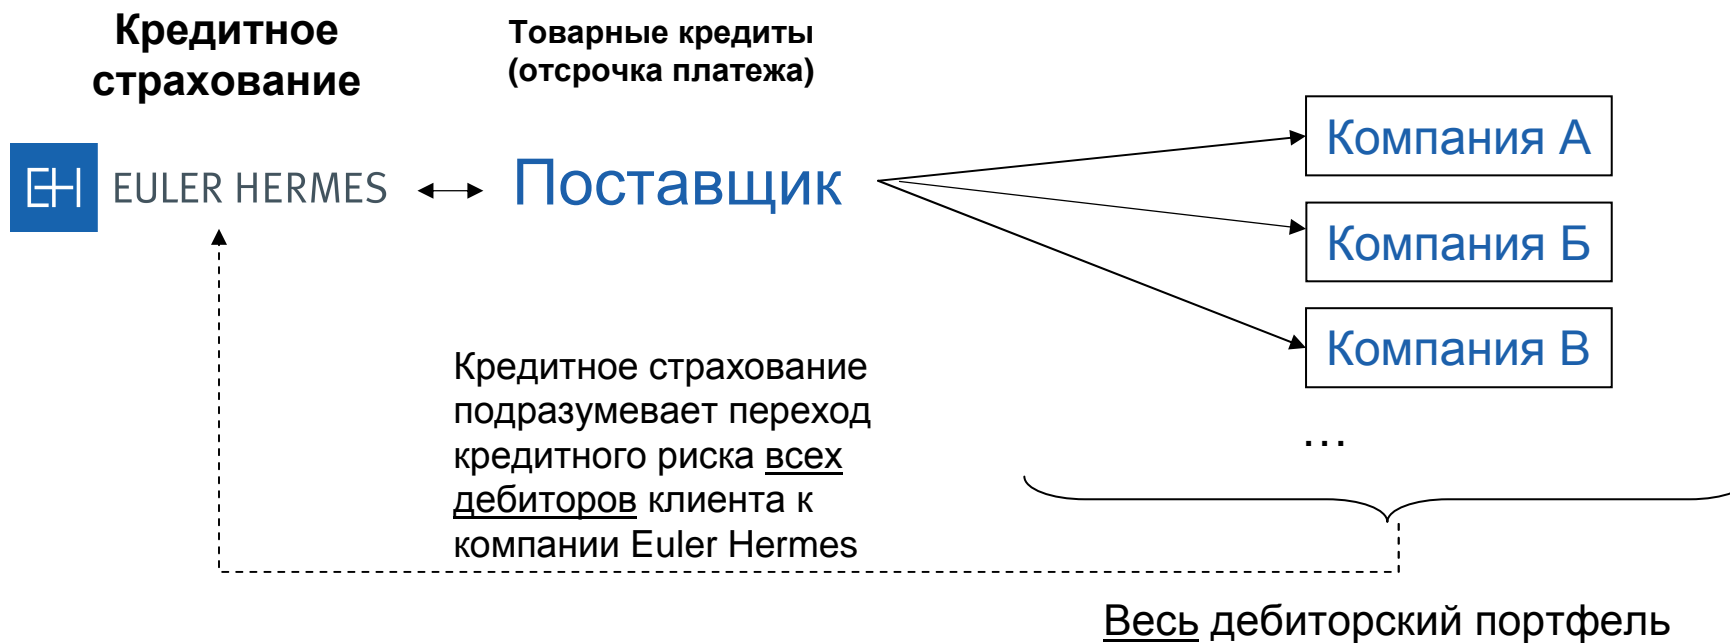 Кредитное
страхование
Товарные кредиты
(отсрочка платежа)
EH EULER HERMES
Поставщик
Компания А
Компания Б
Компания В
...
Кредитное страхование
подразумевает переход
кредитного риска всех
дебиторов клиента к
компании Euler Hermes
Весь дебиторский портфель